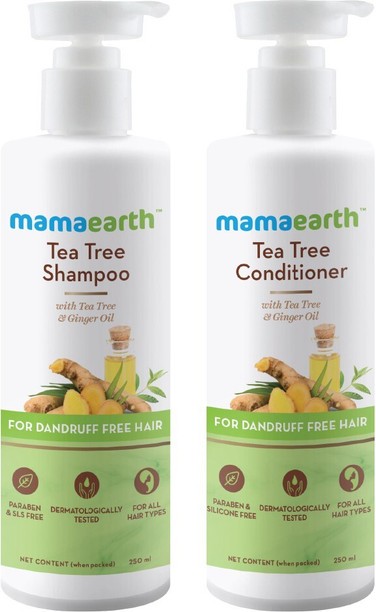 mamaearth™
Tea Tree
Shampoo
with Tea Tree
& Ginger Oil
FOR DANDRUFF FREE HAIR
PARABEN
& SLS FREE
DERMATOLOGICALLY
TESTED
FOR ALL
HAIR TYPES
NET CONTENT (when packed) 250 ml
mamaearth™
Tea Tree
Conditioner
with Tea Tree
& Ginger Oil
FOR DANDRUFF FREE HAIR
PARABEN &
SILICONE FREE
DERMATOLOGICALLY
TESTED
FOR ALL
HAIR TYPES
NET CONTENT (when packed) 250 ml